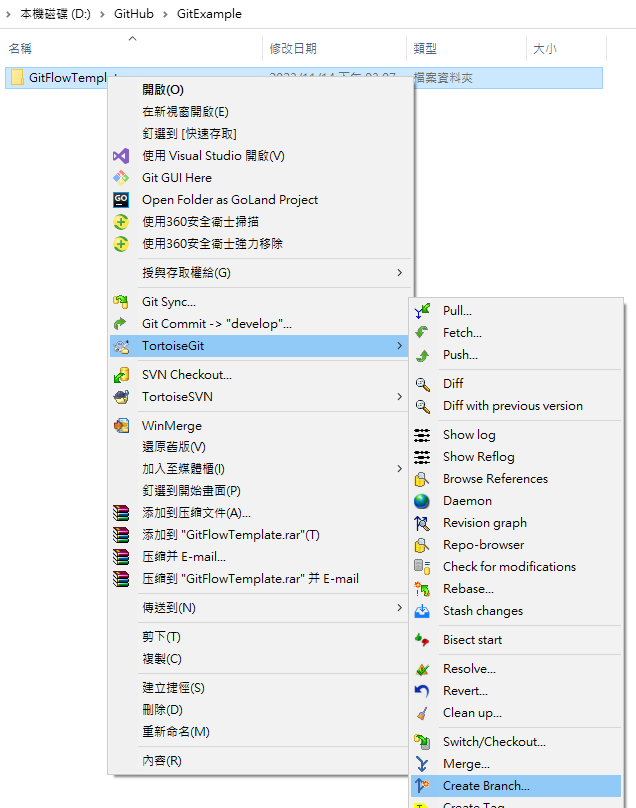 本機磁碟 (D:) › GitHub › GitExample
名稱 修改日期 類型 大小
GitFlowTempl 檔案資料夾
開啟(O)
在新視窗開啟(E)
釘選到 [快速存取]
使用 Visual Studio 開啟(V)
Git GUI Here
Open Folder as GoLand Project
使用360安全衛士掃描
使用360安全衛士強力移除
授與存取權給(G)
Git Sync...
Git Commit -> "develop"...
TortoiseGit
SVN Checkout...
TortoiseSVN
WinMerge
還原舊版(V)
加入至媒體櫃(I)
釘選到開始畫面(P)
添加到压缩文件(A)...
添加到 "GitFlowTemplate.rar"(T)
压缩并 E-mail...
压缩到 "GitFlowTemplate.rar" 并 E-mail
傳送到(N)
剪下(T)
複製(C)
建立捷徑(S)
刪除(D)
重新命名(M)
內容(R)
Pull...
Fetch...
Push...
Diff
Diff with previous version
Show log
Show Reflog
Browse References
Daemon
Revision graph
Repo-browser
Check for modifications
Rebase...
Stash changes
Bisect start
Resolve...
Revert...
Clean up...
Switch/Checkout...
Merge...
Create Branch...
Create Tag